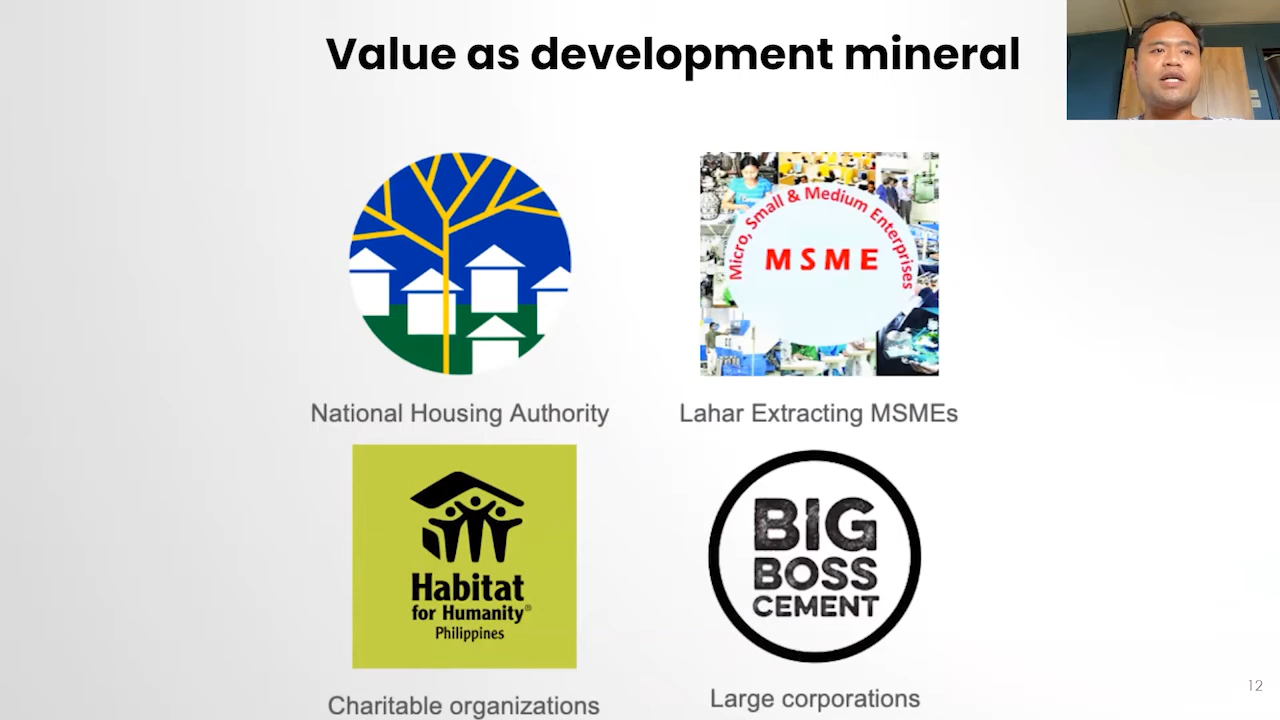 Value as development mineral
Micro, Small & Medium Enterprises
MSME
National Housing Authority
Lahar Extracting MSMEs
Habitat
for Humanity®
Philippines
BIG
BOSS
CEMENT
Charitable organizations
Large corporations
12